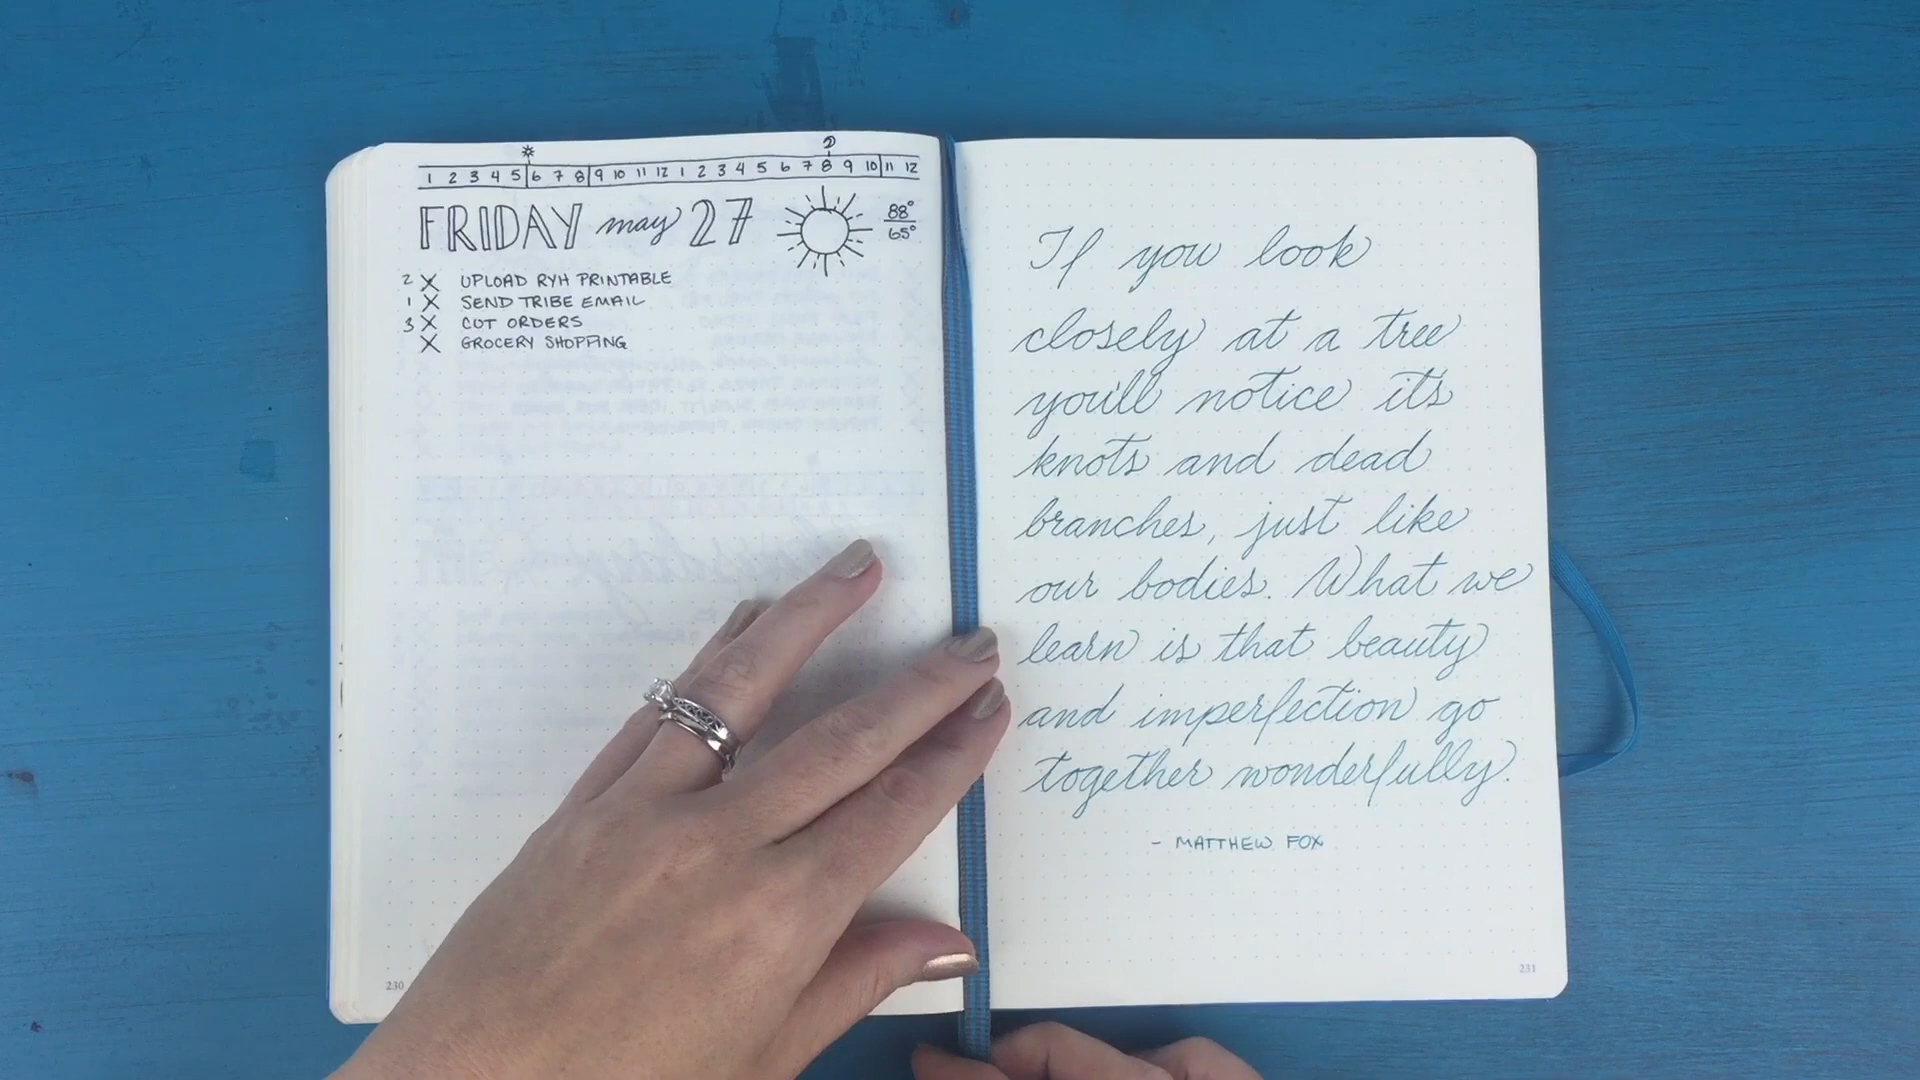 1 2 3 4 5 6 7 8 9 10 11 12 1 2 3 4 5 6 7 8 9 10 11 12
FRIDAY may 27
88°
65°
2 X UPLOAD RYH PRINTABLE
1 X SEND TRIBE EMAIL
3 X CUT ORDERS
X GROCERY SHOPPING
230
If you look
closely at a tree
you'll notice it's
knots and dead
branches, just like
our bodies. What we
learn is that beauty
and imperfection go
together wonderfully.
- MATTHEW FOX
231